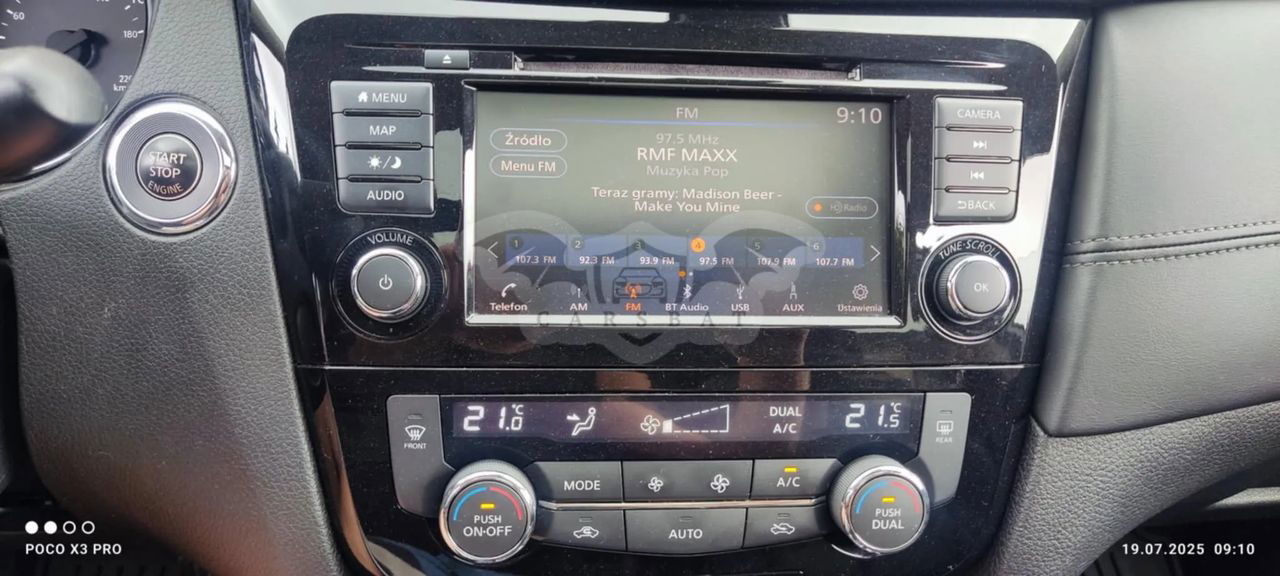 60
180
220
km/h
START
STOP
ENGINE
MENU
MAP
AUDIO
VOLUME
FM
9:10
Źródło
Menu FM
97.5 MHz
RMF MAXX
Muzyka Pop
Teraz gramy: Madison Beer -
Make You Mine
HD Radio
1 2 3 4 5 6
107.3 FM 92.3 FM 93.9 FM 97.5 FM 107.9 FM 107.7 FM
Telefon AM FM BT Audio USB AUX Ustawienia
CARSBAT
CAMERA
BACK
TUNE·SCROLL
OK
FRONT
21.0 °C
DUAL
A/C
21.5 °C
REAR
PUSH
ON·OFF
MODE
A/C
AUTO
PUSH
DUAL
POCO X3 PRO
19.07.2025 09:10